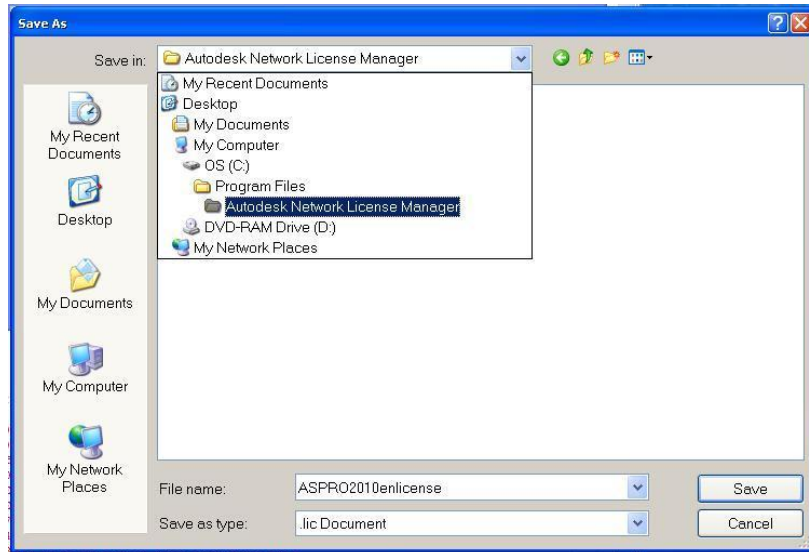 Save As
Save in:
Autodesk Network License Manager
My Recent Documents
Desktop
My Documents
My Computer
OS (C:)
Program Files
Autodesk Network License Manager
DVD-RAM Drive (D:)
My Network Places
My Recent
Documents
Desktop
My Documents
My Computer
My Network
Places
File name:
ASPRO2010enlicense
Save
Save as type:
.lic Document
Cancel